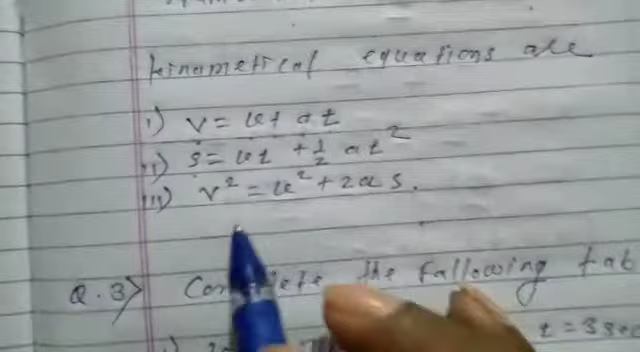 kinametical equations are
i) v = u + at
ii) s = ut + 1/2 at²
iii) v² = u² + 2as.
Q.3) Complete the following tab
t = 3 sec